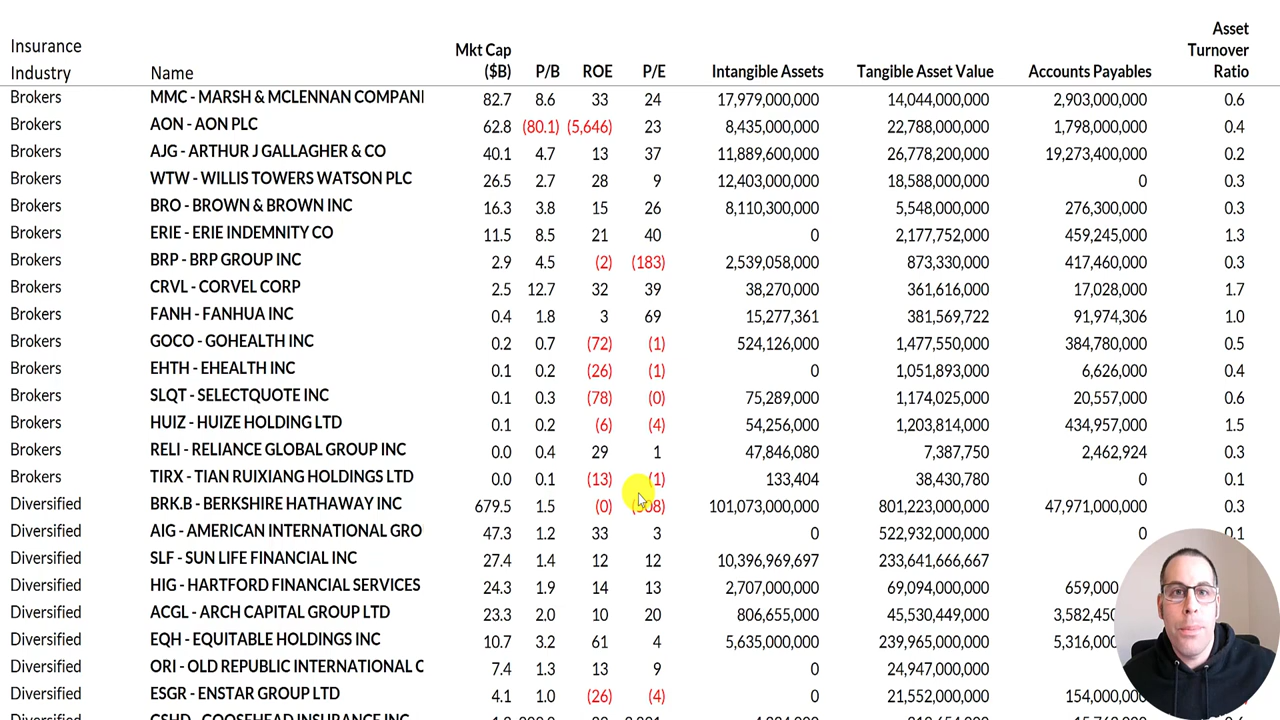 Insurance
Industry Name Mkt Cap ($B) P/B ROE P/E Intangible Assets Tangible Asset Value Accounts Payables Asset Turnover Ratio
Brokers MMC - MARSH & MCLENNAN COMPANI 82.7 8.6 33 24 17,979,000,000 14,044,000,000 2,903,000,000 0.6
Brokers AON - AON PLC 62.8 (80.1) (5,646) 23 8,435,000,000 22,788,000,000 1,798,000,000 0.4
Brokers AJG - ARTHUR J GALLAGHER & CO 40.1 4.7 13 37 11,889,600,000 26,778,200,000 19,273,400,000 0.2
Brokers WTW - WILLIS TOWERS WATSON PLC 26.5 2.7 28 9 12,403,000,000 18,588,000,000 0 0.3
Brokers BRO - BROWN & BROWN INC 16.3 3.8 15 26 8,110,300,000 5,548,000,000 276,300,000 0.3
Brokers ERIE - ERIE INDEMNITY CO 11.5 8.5 21 40 0 2,177,752,000 459,245,000 1.3
Brokers BRP - BRP GROUP INC 2.9 4.5 (2) (183) 2,539,058,000 873,330,000 417,460,000 0.3
Brokers CRVL - CORVEL CORP 2.5 12.7 32 39 38,270,000 361,616,000 17,028,000 1.7
Brokers FANH - FANHUA INC 0.4 1.8 3 69 15,277,361 381,569,722 91,974,306 1.0
Brokers GOCO - GOHEALTH INC 0.2 0.7 (72) (1) 524,126,000 1,477,550,000 384,780,000 0.5
Brokers EHTH - EHEALTH INC 0.1 0.2 (26) (1) 0 1,051,893,000 6,626,000 0.4
Brokers SLQT - SELECTQUOTE INC 0.1 0.3 (78) (0) 75,289,000 1,174,025,000 20,557,000 0.6
Brokers HUIZ - HUIZE HOLDING LTD 0.1 0.2 (6) (4) 54,256,000 1,203,814,000 434,957,000 1.5
Brokers RELI - RELIANCE GLOBAL GROUP INC 0.0 0.4 29 1 47,846,080 7,387,750 2,462,924 0.3
Brokers TIRX - TIAN RUIXIANG HOLDINGS LTD 0.0 0.1 (13) (1) 133,404 38,430,780 0 0.1
Diversified BRK.B - BERKSHIRE HATHAWAY INC 679.5 1.5 (0) 101,073,000,000 801,223,000,000 47,971,000,000 0.3
Diversified AIG - AMERICAN INTERNATIONAL GRO 47.3 1.2 33 3 0 522,932,000,000 0 0.1
Diversified SLF - SUN LIFE FINANCIAL INC 27.4 1.4 12 12 10,396,969,697 233,641,666,667
Diversified HIG - HARTFORD FINANCIAL SERVICES 24.3 1.9 14 13 2,707,000,000 69,094,000,000 659,000
Diversified ACGL - ARCH CAPITAL GROUP LTD 23.3 2.0 10 20 806,655,000 45,530,449,000 3,582,450
Diversified EQH - EQUITABLE HOLDINGS INC 10.7 3.2 61 4 5,635,000,000 239,965,000,000 5,316,000
Diversified ORI - OLD REPUBLIC INTERNATIONAL C 7.4 1.3 13 9 0 24,947,000,000
Diversified ESGR - ENSTAR GROUP LTD 4.1 1.0 (26) (4) 0 21,552,000,000 154,000,000